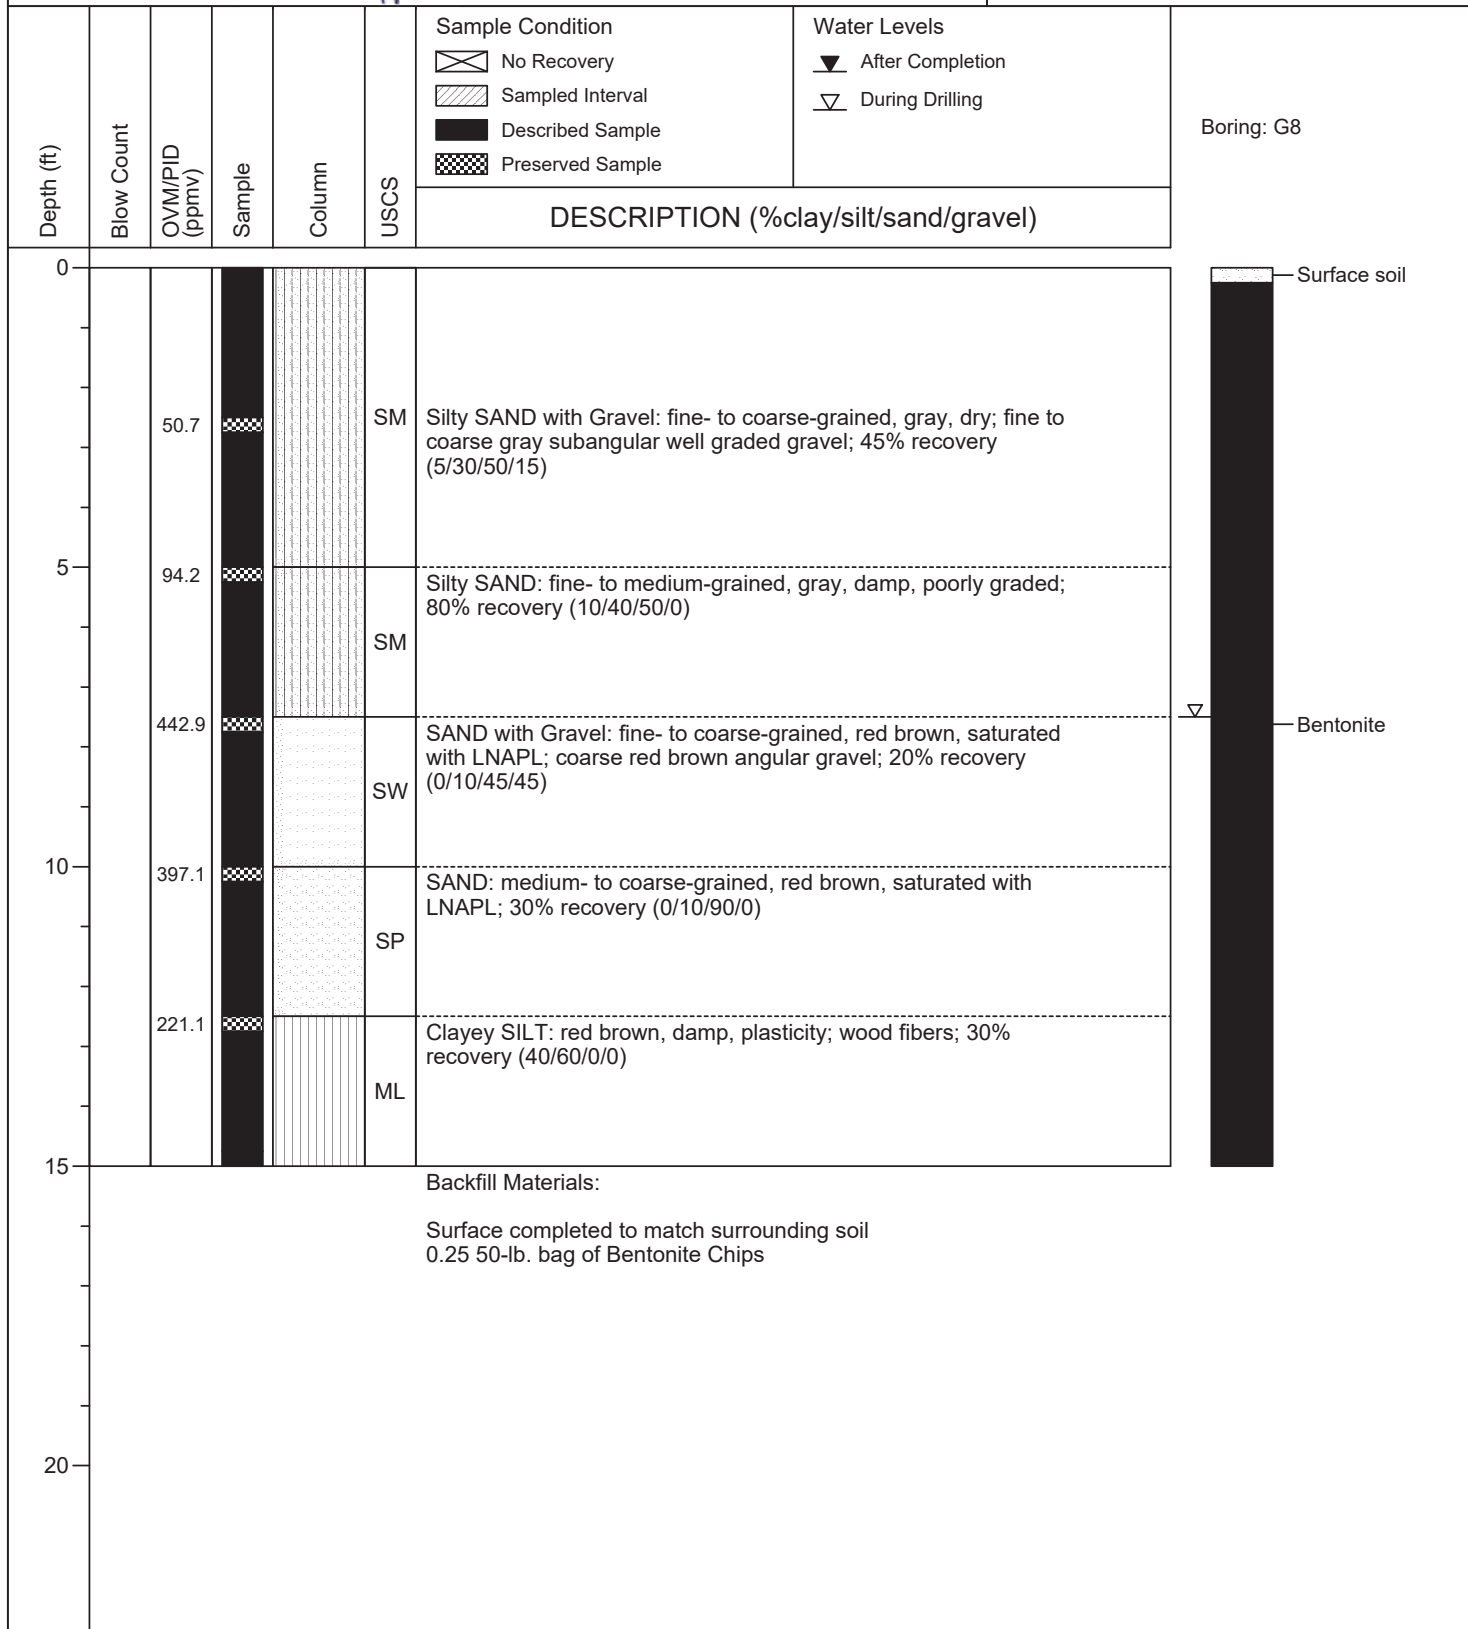 Sample Condition
No Recovery
Sampled Interval
Described Sample
Preserved Sample
Water Levels
After Completion
During Drilling
Boring: G8
Depth (ft)
Blow Count
OVM/PID
(ppmv)
Sample
Column
USCS
DESCRIPTION (%clay/silt/sand/gravel)
0
Surface soil
50.7
SM
Silty SAND with Gravel: fine- to coarse-grained, gray, dry; fine to
coarse gray subangular well graded gravel; 45% recovery
(5/30/50/15)
5
94.2
Silty SAND: fine- to medium-grained, gray, damp, poorly graded;
80% recovery (10/40/50/0)
SM
442.9
Bentonite
SAND with Gravel: fine- to coarse-grained, red brown, saturated
with LNAPL; coarse red brown angular gravel; 20% recovery
(0/10/45/45)
SW
10
397.1
SAND: medium- to coarse-grained, red brown, saturated with
LNAPL; 30% recovery (0/10/90/0)
SP
221.1
Clayey SILT: red brown, damp, plasticity; wood fibers; 30%
recovery (40/60/0/0)
ML
15
Backfill Materials:
Surface completed to match surrounding soil
0.25 50-lb. bag of Bentonite Chips
20